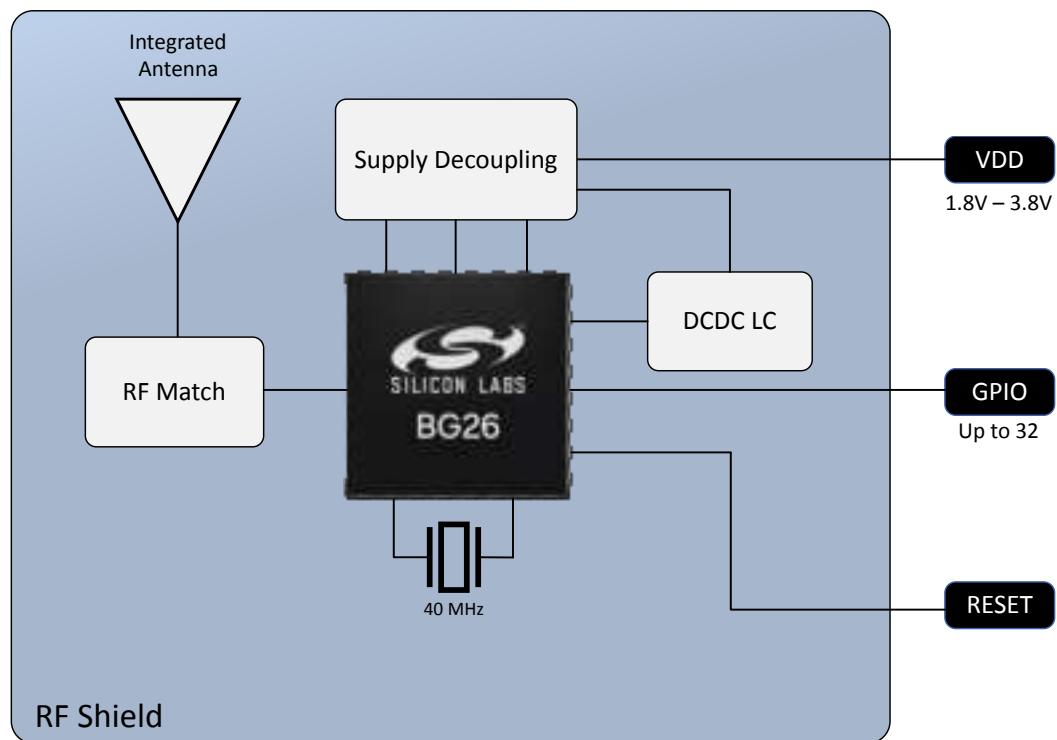 Integrated
Antenna
Supply Decoupling
VDD
1.8V – 3.8V
DCDC LC
SILICON LABS
BG26
RF Match
GPIO
Up to 32
40 MHz
RESET
RF Shield